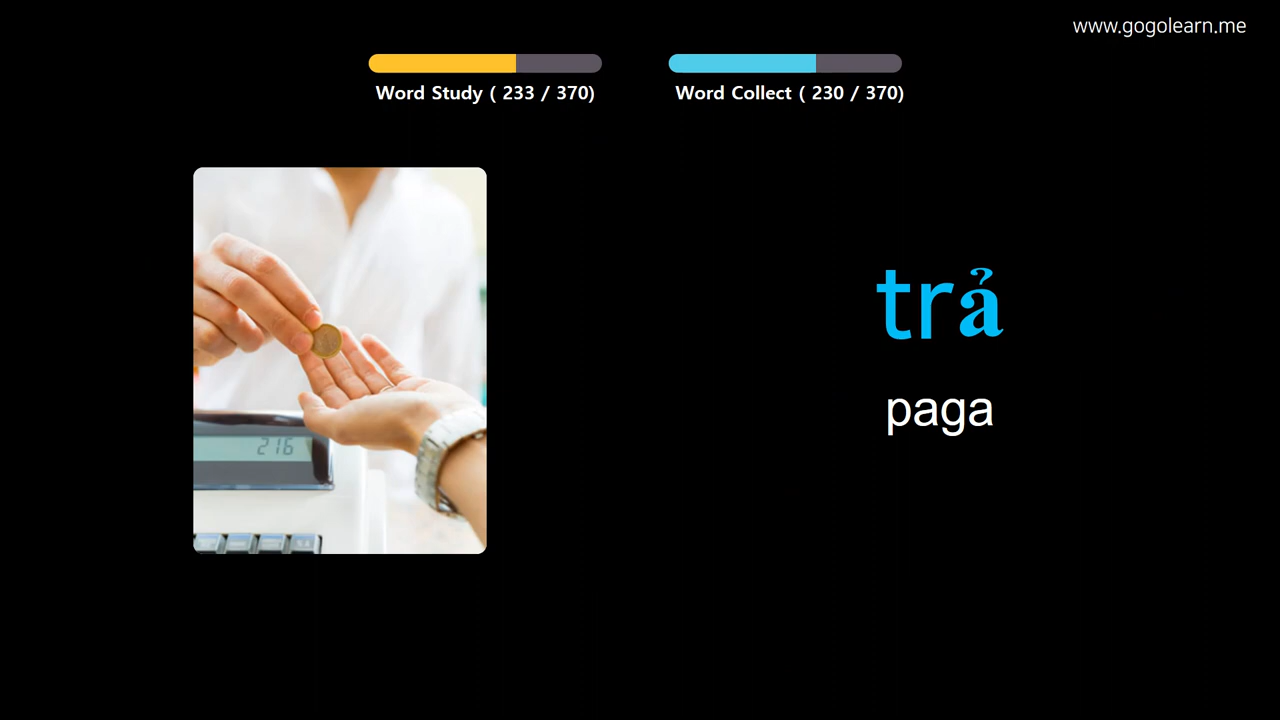 www.gogolearn.me
Word Study ( 233 / 370)
Word Collect ( 230 / 370)
216
trả
paga